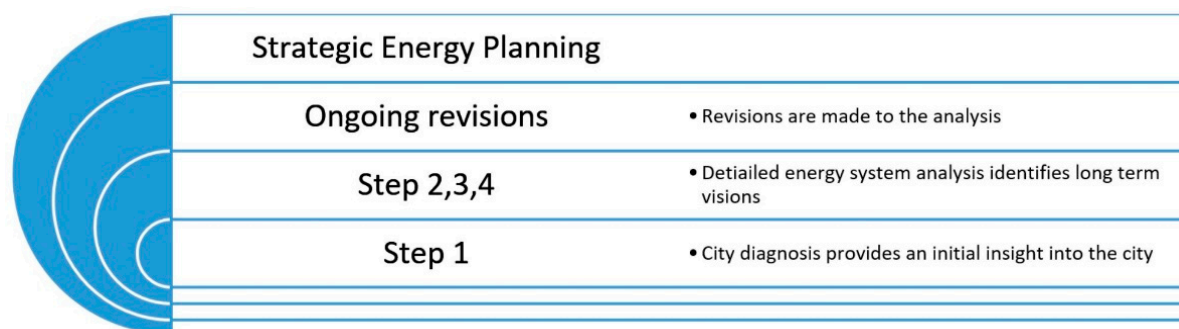 Strategic Energy Planning
Ongoing revisions
• Revisions are made to the analysis
Step 2,3,4
• Detiailed energy system analysis identifies long term
visions
Step 1
• City diagnosis provides an initial insight into the city